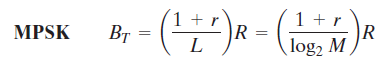 MPSK B_T = ((1 + r)/L)R = ((1 + r)/(log₂ M))R